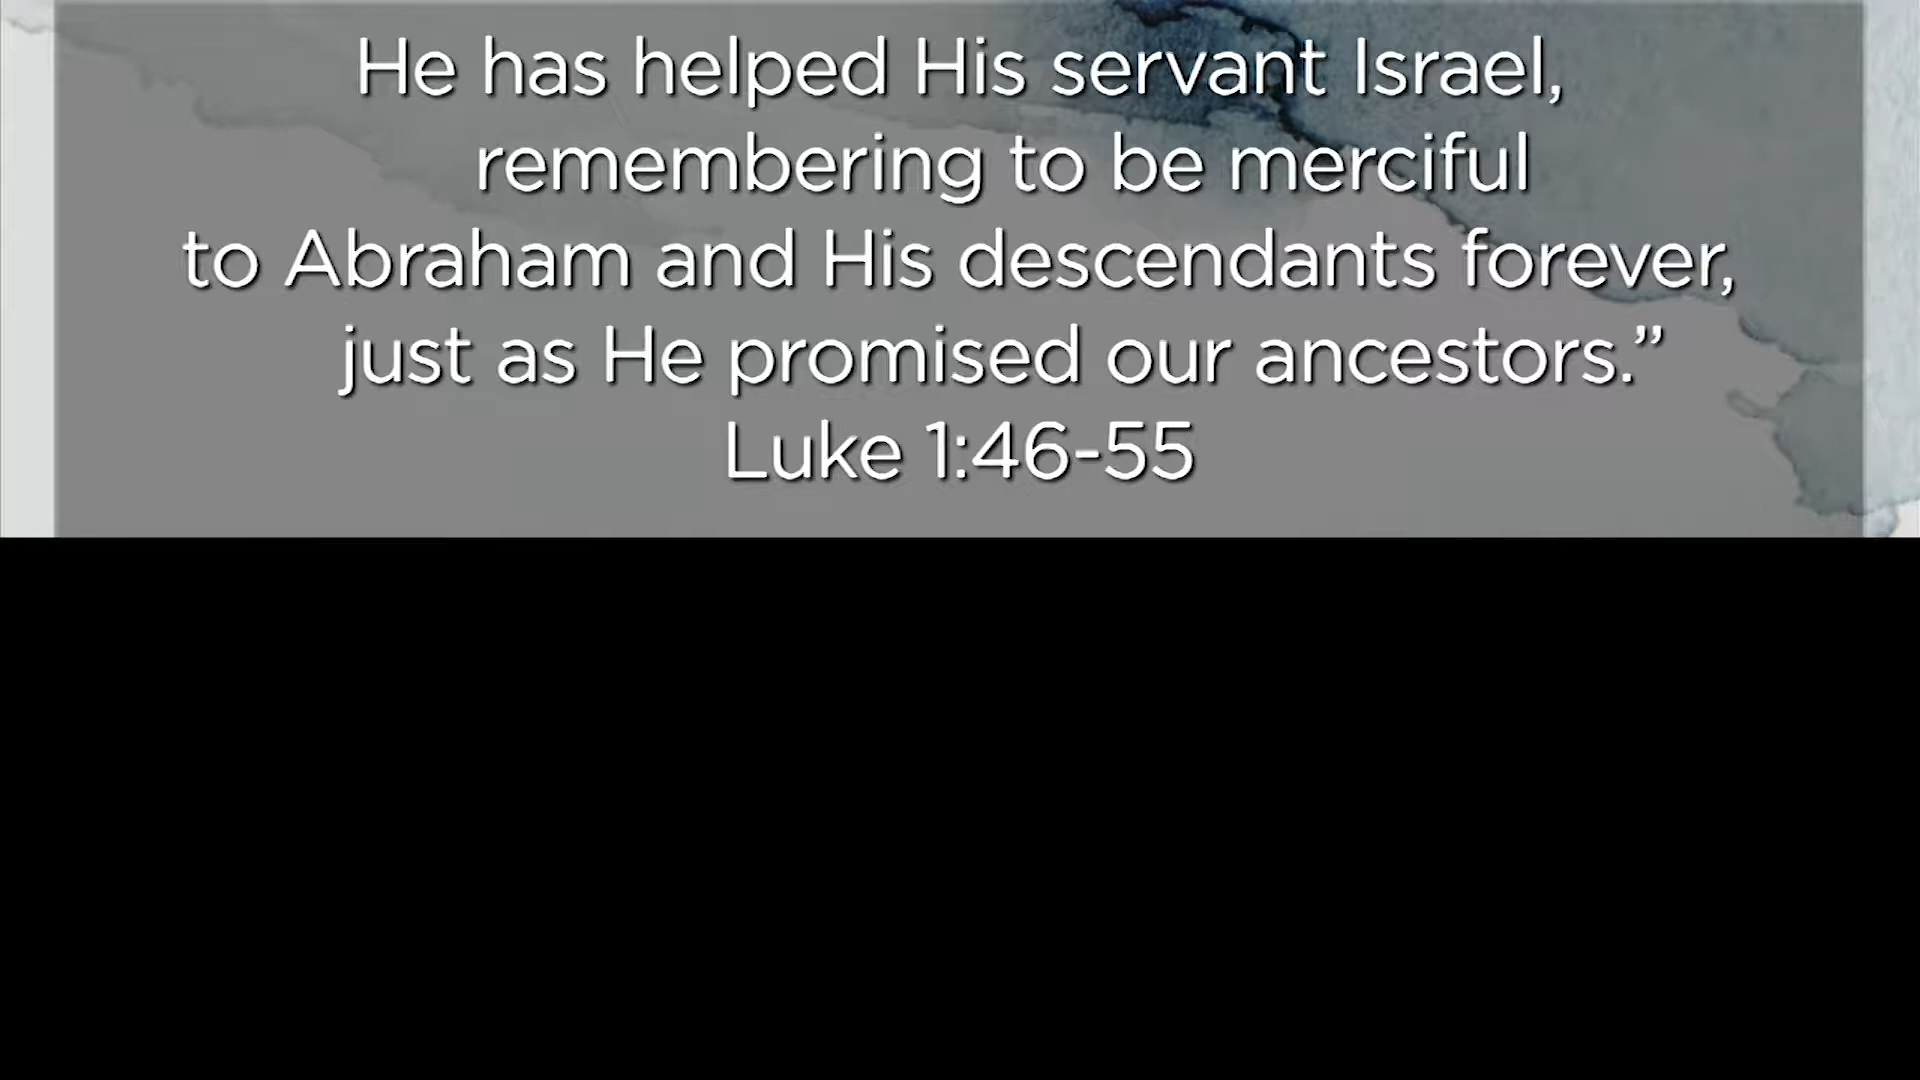 He has helped His servant Israel,
remembering to be merciful
to Abraham and His descendants forever,
just as He promised our ancestors.”
Luke 1:46-55